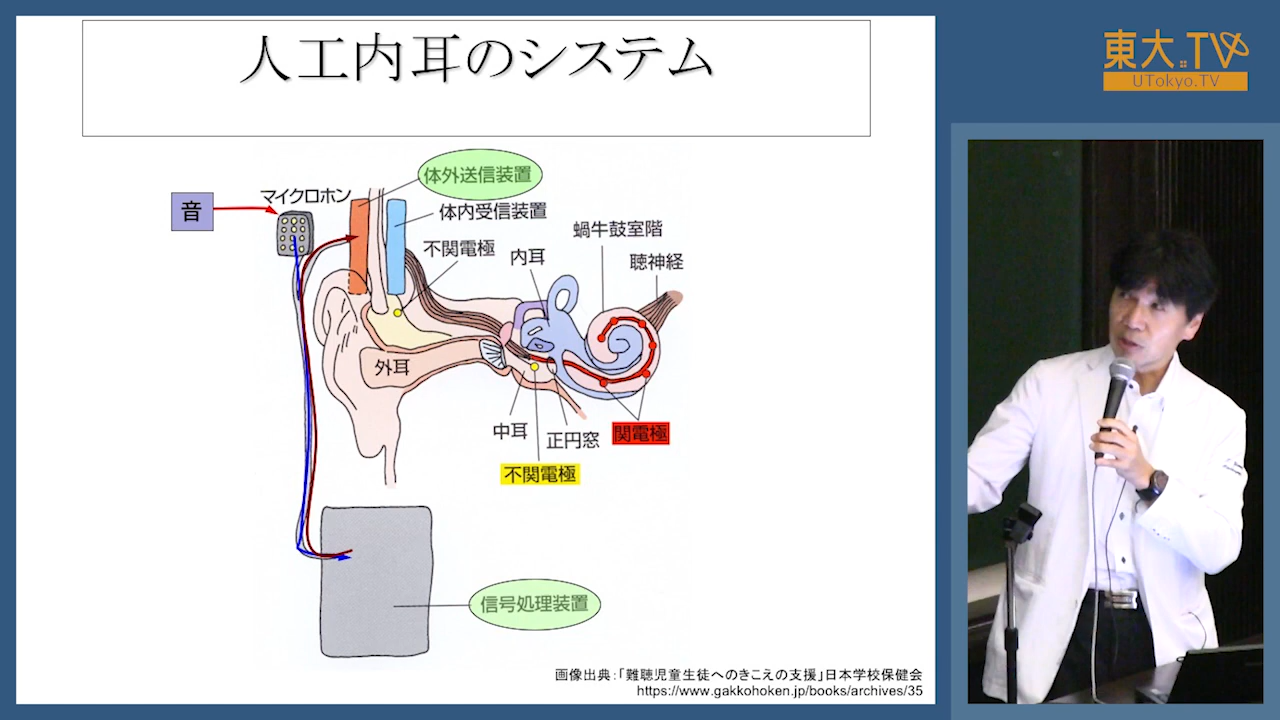 人工内耳のシステム
東大.TV
UTokyo.TV
体外送信装置
マイクロホン
音
体内受信装置
不関電極
内耳
蝸牛鼓室階
聴神経
外耳
中耳
正円窓
関電極
不関電極
信号処理装置
画像出典:「難聴児童生徒へのきこえの支援」日本学校保健会
https://www.gakkohoken.jp/books/archives/35